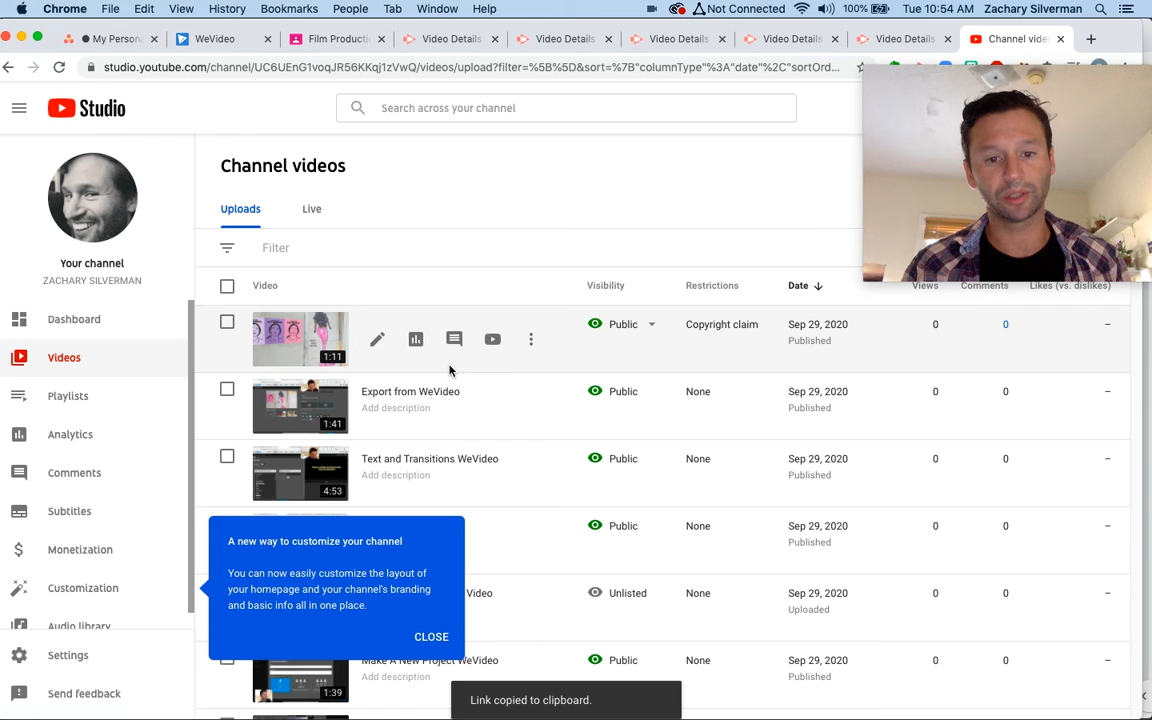 Chrome File Edit View History Bookmarks People Tab Window Help Not Connected 100% Tue 10:54 AM Zachary Silverman
My Persona WeVideo Film Producti Video Details Video Details Video Details Video Details Video Details Channel video
studio.youtube.com/channel/UC6UEnG1voqJR56KKqj1zVwQ/videos/upload?filter=%5B%5D&sort=%7B"columnType"%3A"date"%2C"sortOrd...
Studio
Search across your channel
Your channel
ZACHARY SILVERMAN
Dashboard
Videos
Playlists
Analytics
Comments
Subtitles
Monetization
Customization
Audio library
Settings
Send feedback
Channel videos
Uploads Live
Filter
Video Visibility Restrictions Date Views Comments Likes (vs. dislikes)
1:11 Public Copyright claim Sep 29, 2020 0 0 –
Published
Export from WeVideo Public None Sep 29, 2020 0 0 –
Add description Published
1:41
Text and Transitions WeVideo Public None Sep 29, 2020 0 0 –
Add description Published
4:53
Public None Sep 29, 2020 0 0 –
Published
Video Unlisted None Sep 29, 2020 0 0 –
Uploaded
Make A New Project WeVideo Public None Sep 29, 2020 0 0 –
Add description Published
1:39
A new way to customize your channel
You can now easily customize the layout of
your homepage and your channel's branding
and basic info all in one place.
CLOSE
Link copied to clipboard.